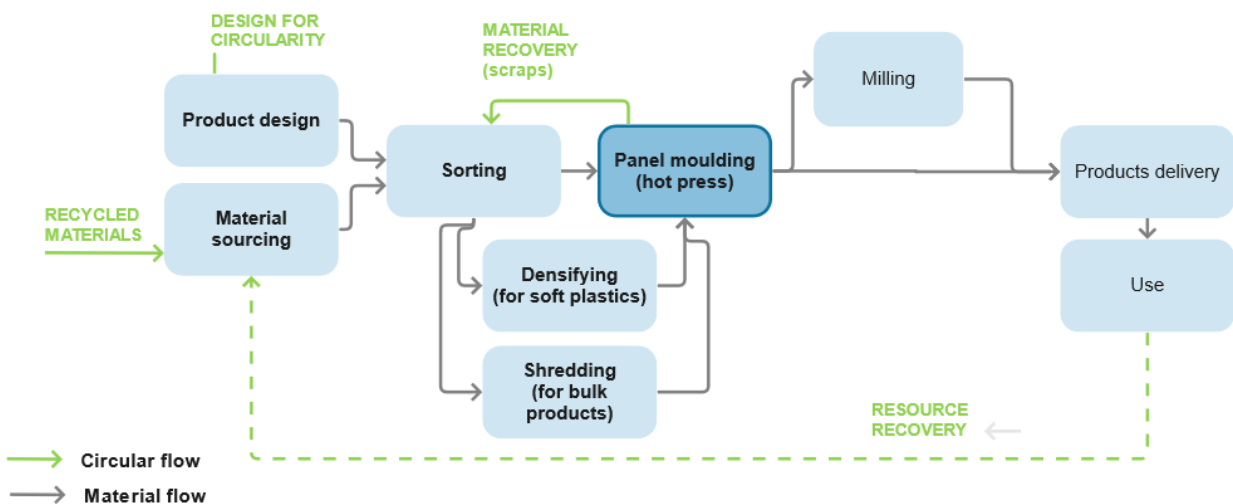 DESIGN FOR
CIRCULARITY
Product design
RECYCLED
MATERIALS
Material
sourcing
MATERIAL
RECOVERY
(scraps)
Sorting
Panel moulding
(hot press)
Densifying
(for soft plastics)
Shredding
(for bulk
products)
Milling
Products delivery
Use
RESOURCE
RECOVERY
Circular flow
Material flow